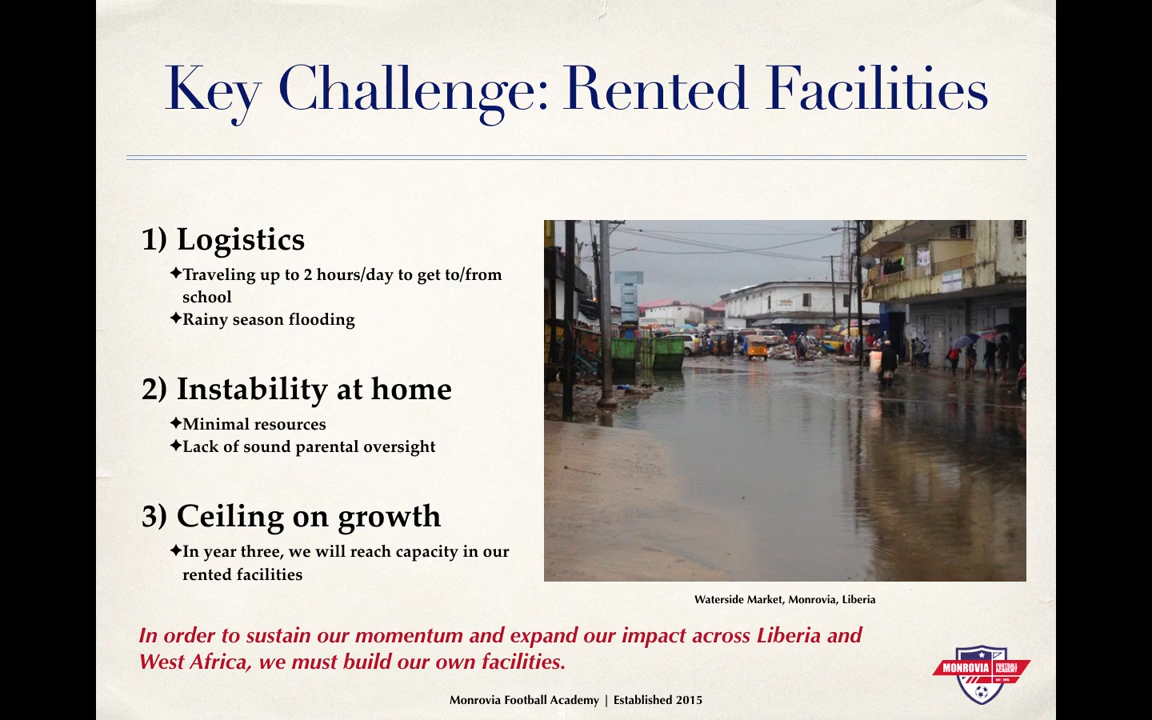 Key Challenge: Rented Facilities
1) Logistics
✦Traveling up to 2 hours/day to get to/from
school
✦Rainy season flooding
2) Instability at home
✦Minimal resources
✦Lack of sound parental oversight
3) Ceiling on growth
✦In year three, we will reach capacity in our
rented facilities
Waterside Market, Monrovia, Liberia
In order to sustain our momentum and expand our impact across Liberia and
West Africa, we must build our own facilities.
MONROVIA
FOOTBALL
ACADEMY
Monrovia Football Academy | Established 2015